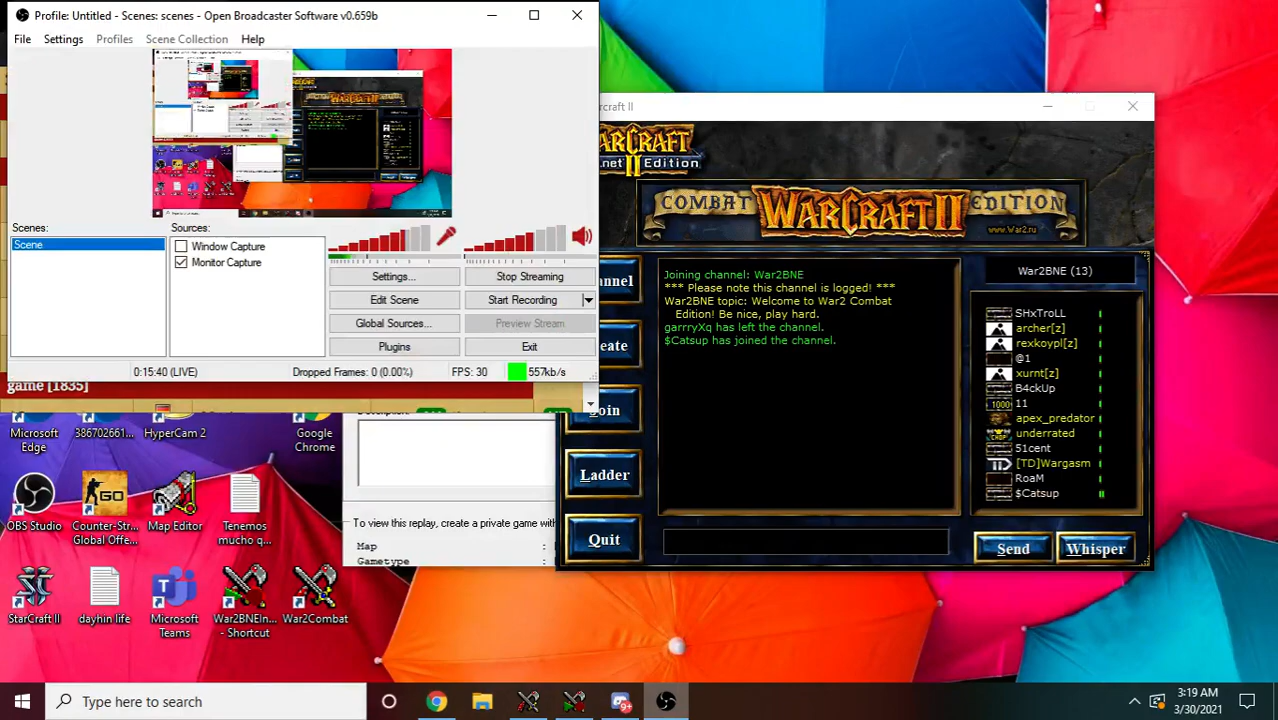 Profile: Untitled - Scenes: scenes - Open Broadcaster Software v0.659b
File Settings Profiles Scene Collection Help
Scenes:
Sources:
Scene
Window Capture
Monitor Capture
Settings...
Stop Streaming
Edit Scene
Start Recording
Global Sources...
Preview Stream
Plugins
Exit
0:15:40 (LIVE)
Dropped Frames: 0 (0.00%)
FPS: 30
557kb/s
game [1835]
Microsoft
Edge
386702661...
HyperCam 2
Google
Chrome
OBS Studio
Counter-Str...
Global Offe...
Map Editor
Tenemos
mucho q...
StarCraft II
dayhin life
Microsoft
Teams
War2BNEIn...
- Shortcut
War2Combat
To view this replay, create a private game with
Map :
Gametype :
rcraft II
.net Edition
COMBAT WARCRAFT II EDITION
www.War2.ru
Joining channel: War2BNE
*** Please note this channel is logged! ***
War2BNE topic: Welcome to War2 Combat
Edition! Be nice, play hard.
garrryXq has left the channel.
$Catsup has joined the channel.
Ladder
Quit
War2BNE (13)
SHxTroLL
archer[z]
rexkoypl[z]
@1
xurnt[z]
B4ckUp
11
apex_predator
underrated
51cent
[TD]Wargasm
RoaM
$Catsup
Send
Whisper
Type here to search
3:19 AM
3/30/2021